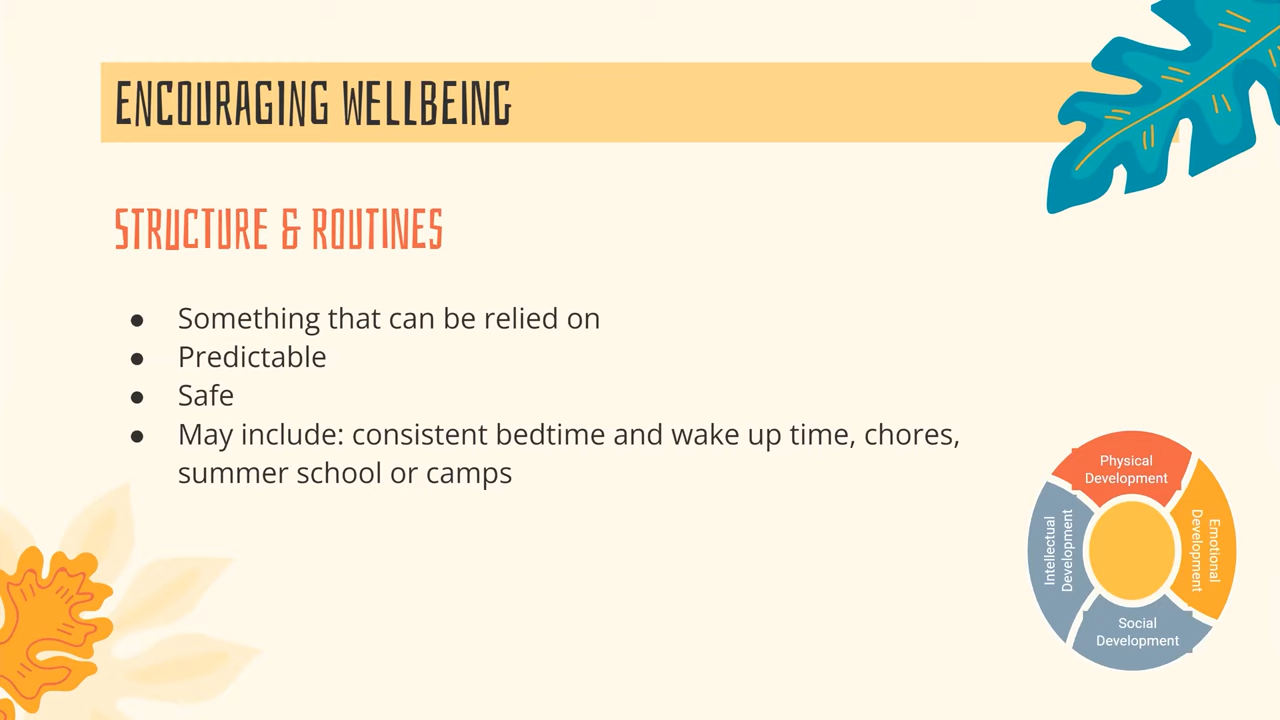 ENCOURAGING WELLBEING
STRUCTURE & ROUTINES
● Something that can be relied on
● Predictable
● Safe
● May include: consistent bedtime and wake up time, chores,
summer school or camps
Physical
Development
Emotional
Development
Social
Development
Intellectual
Development